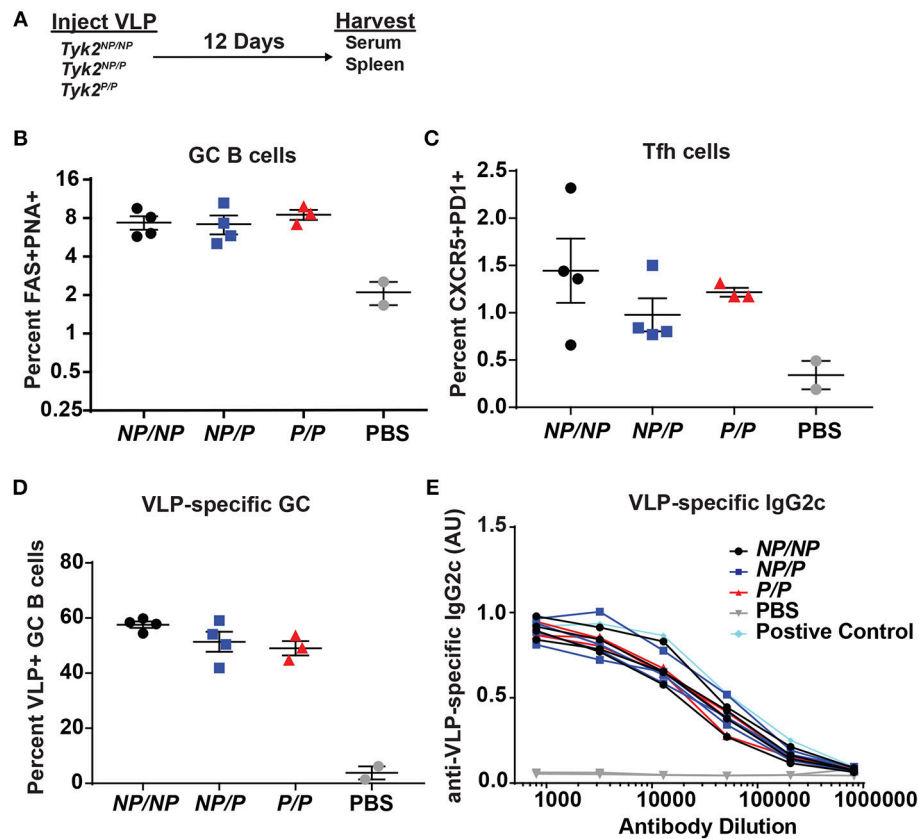 A
Inject VLP
Tyk2NP/NP
Tyk2NP/P
Tyk2P/P
12 Days
Harvest
Serum
Spleen
B
GC B cells
Percent FAS+PNA+
16
8
4
2
1
0.5
0.25
NP/NP NP/P P/P PBS
C
Tfh cells
Percent CXCR5+PD1+
2.5
2.0
1.5
1.0
0.5
0.0
NP/NP NP/P P/P PBS
D
VLP-specific GC
Percent VLP+ GC B cells
80
60
40
20
0
NP/NP NP/P P/P PBS
E
VLP-specific IgG2c
anti-VLP-specific IgG2c (AU)
1.5
1.0
0.5
0.0
NP/NP
NP/P
P/P
PBS
Postive Control
1000 10000 100000 1000000
Antibody Dilution